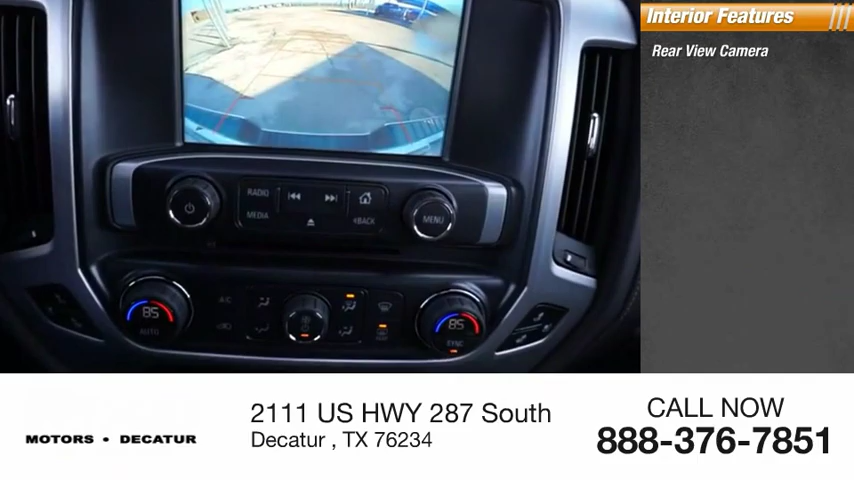 Interior Features
Rear View Camera
RADIO
MEDIA
BACK
MENU
85
AUTO
A/C
85
SYNC
MOTORS • DECATUR
2111 US HWY 287 South
Decatur , TX 76234
CALL NOW
888-376-7851